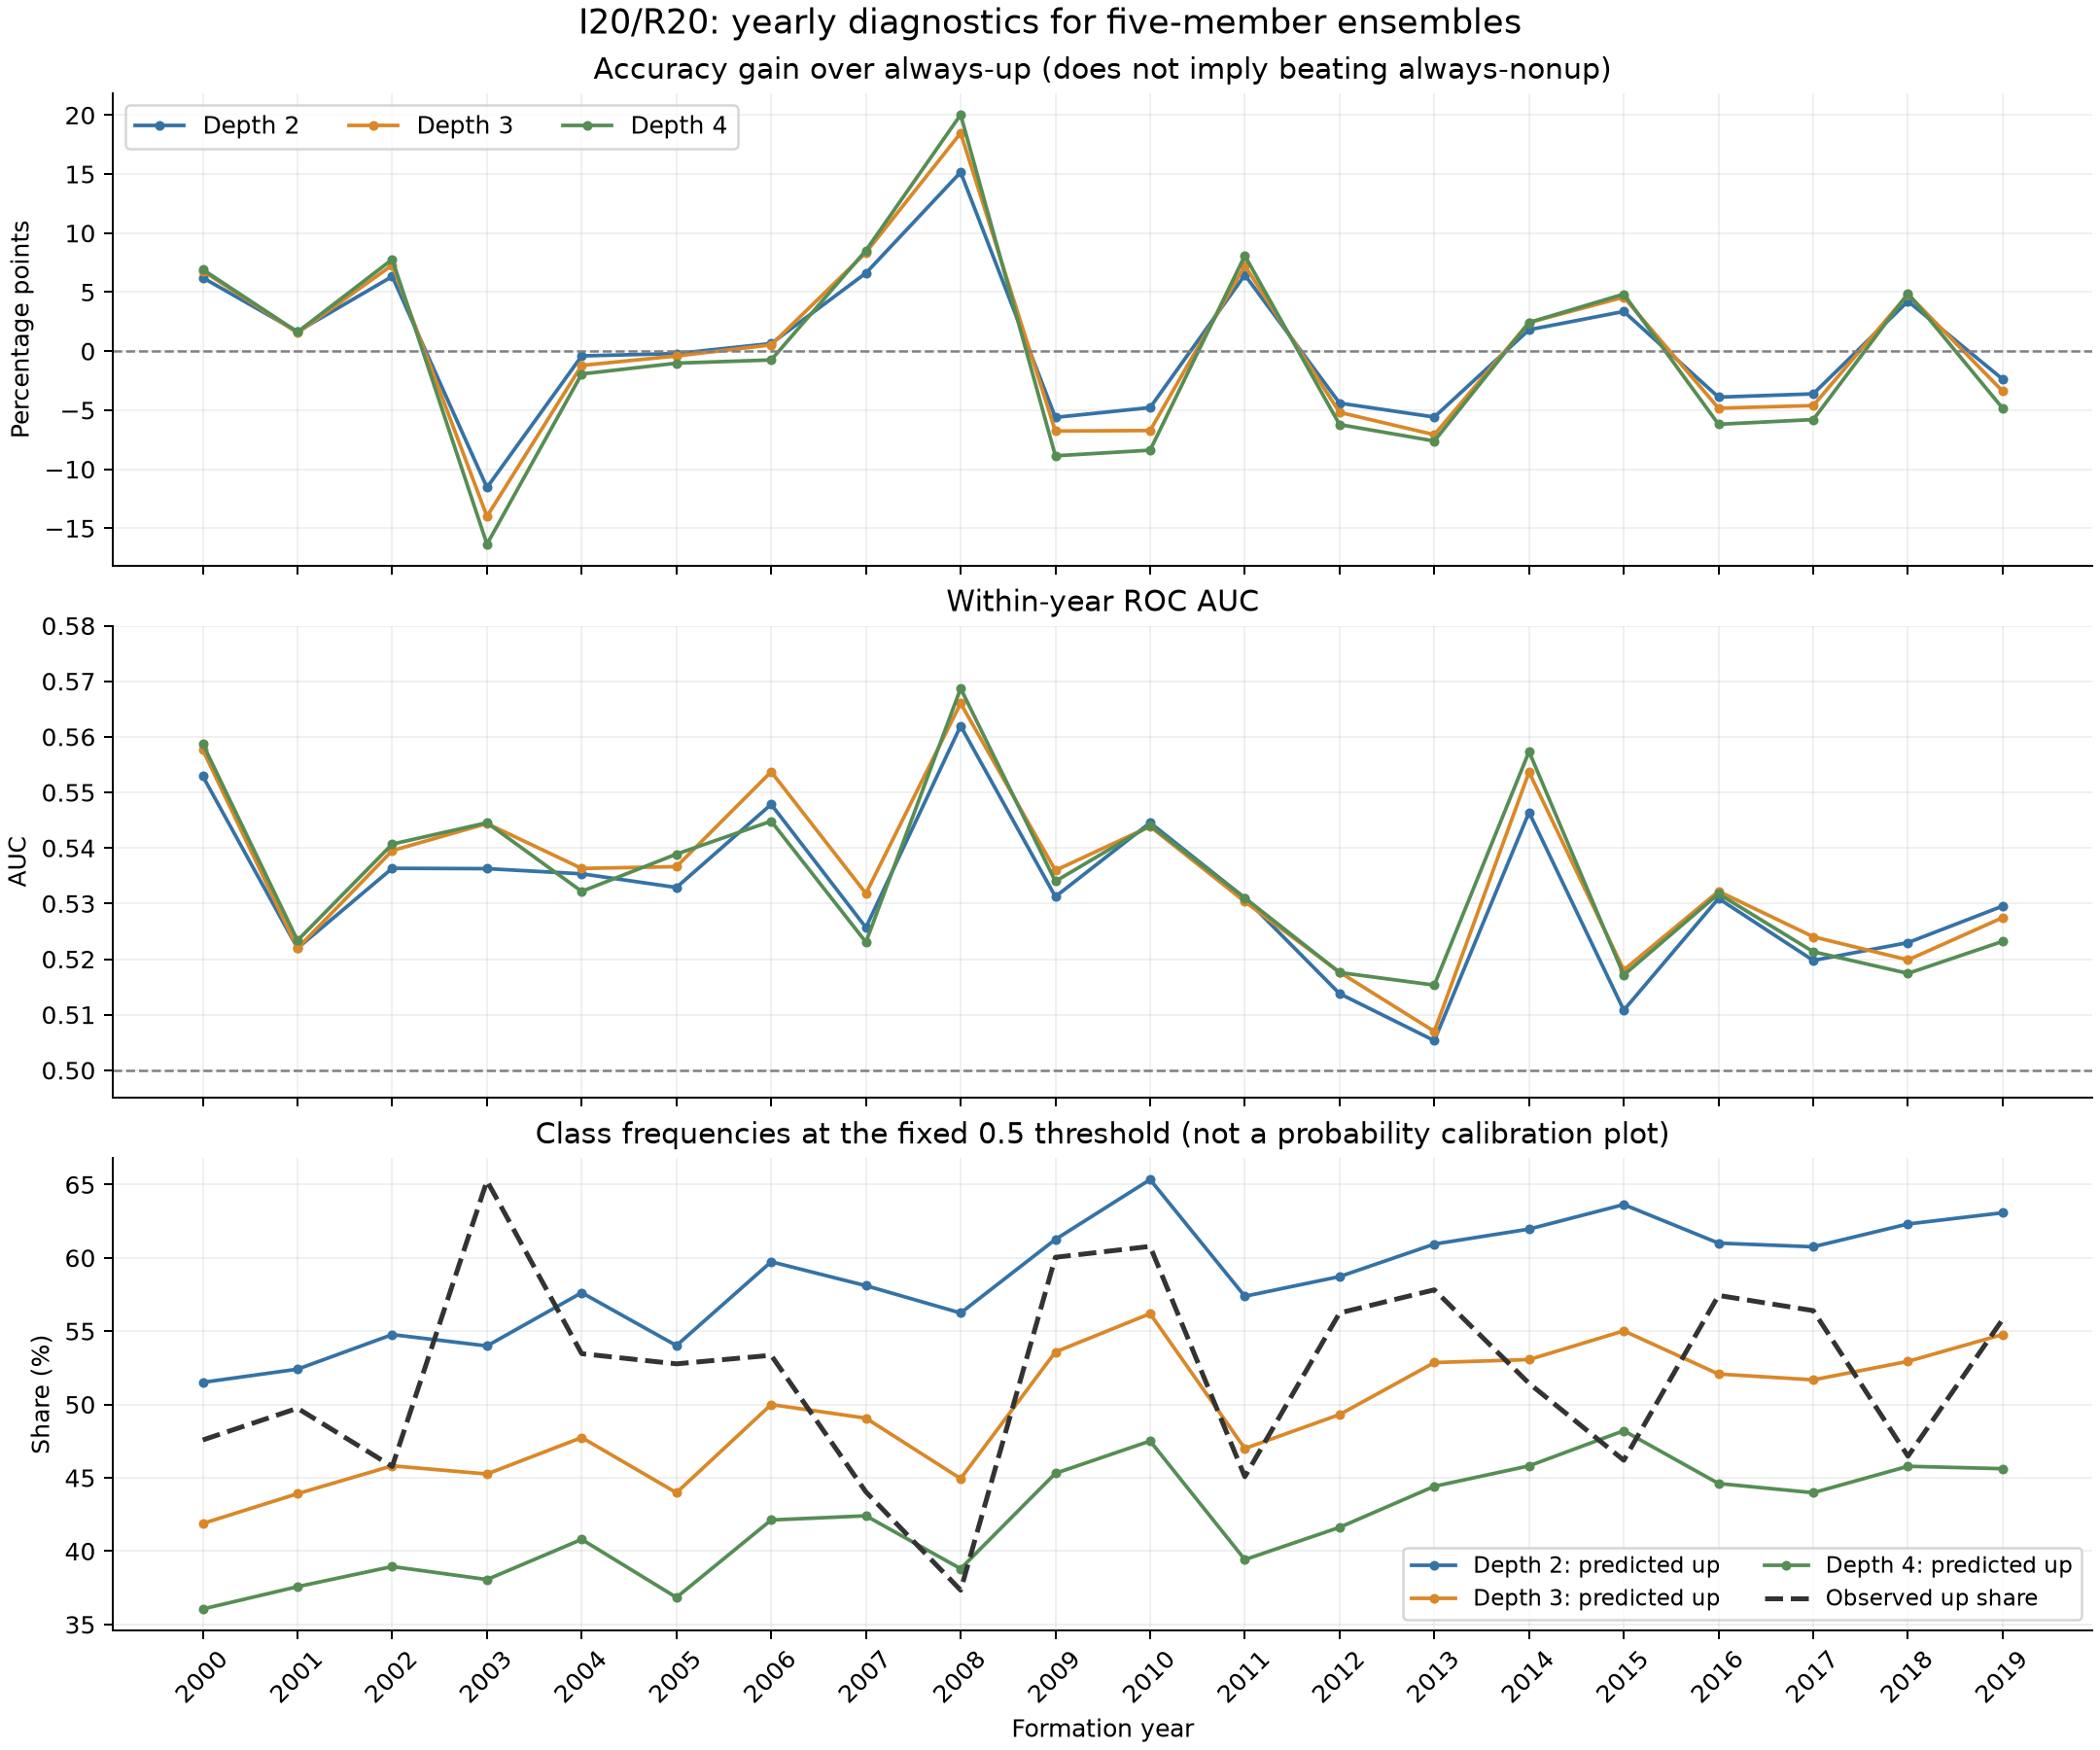 I20/R20: yearly diagnostics for five-member ensembles
Accuracy gain over always-up (does not imply beating always-nonup)
Depth 2 Depth 3 Depth 4
Percentage points
20
15
10
5
0
−5
−10
−15
Within-year ROC AUC
AUC
0.58
0.57
0.56
0.55
0.54
0.53
0.52
0.51
0.50
Class frequencies at the fixed 0.5 threshold (not a probability calibration plot)
Share (%)
65
60
55
50
45
40
35
Depth 2: predicted up Depth 4: predicted up
Depth 3: predicted up Observed up share
2000 2001 2002 2003 2004 2005 2006 2007 2008 2009 2010 2011 2012 2013 2014 2015 2016 2017 2018 2019
Formation year